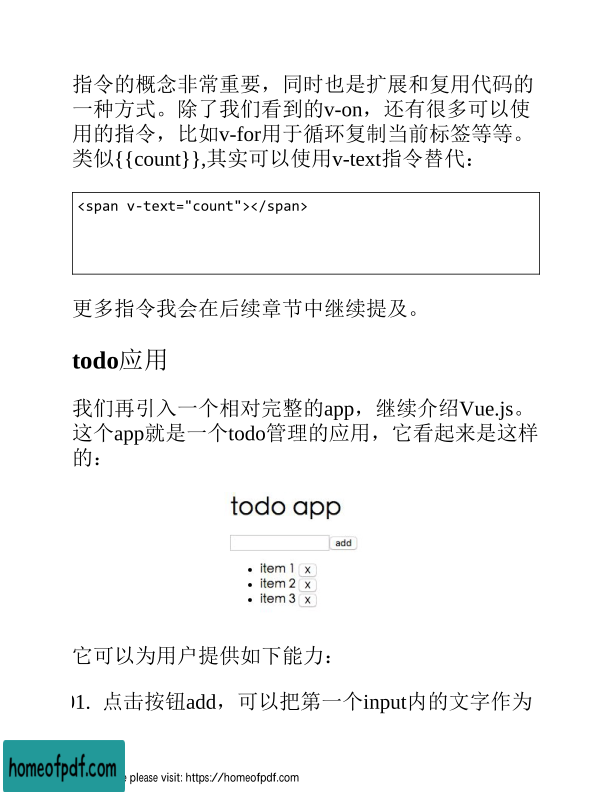 指令的概念非常重要，同时也是扩展和复用代码的
一种方式。除了我们看到的v-on，还有很多可以使
用的指令，比如v-for用于循环复制当前标签等等。
类似{{count}},其实可以使用v-text指令替代：
<span v-text="count"></span>
更多指令我会在后续章节中继续提及。
todo应用
我们再引入一个相对完整的app，继续介绍Vue.js。
这个app就是一个todo管理的应用，它看起来是这样
的：
todo app
add
• item 1 x
• item 2 x
• item 3 x
它可以为用户提供如下能力：
01. 点击按钮add，可以把第一个input内的文字作为
homeofpdf.com
please visit: https://homeofpdf.com